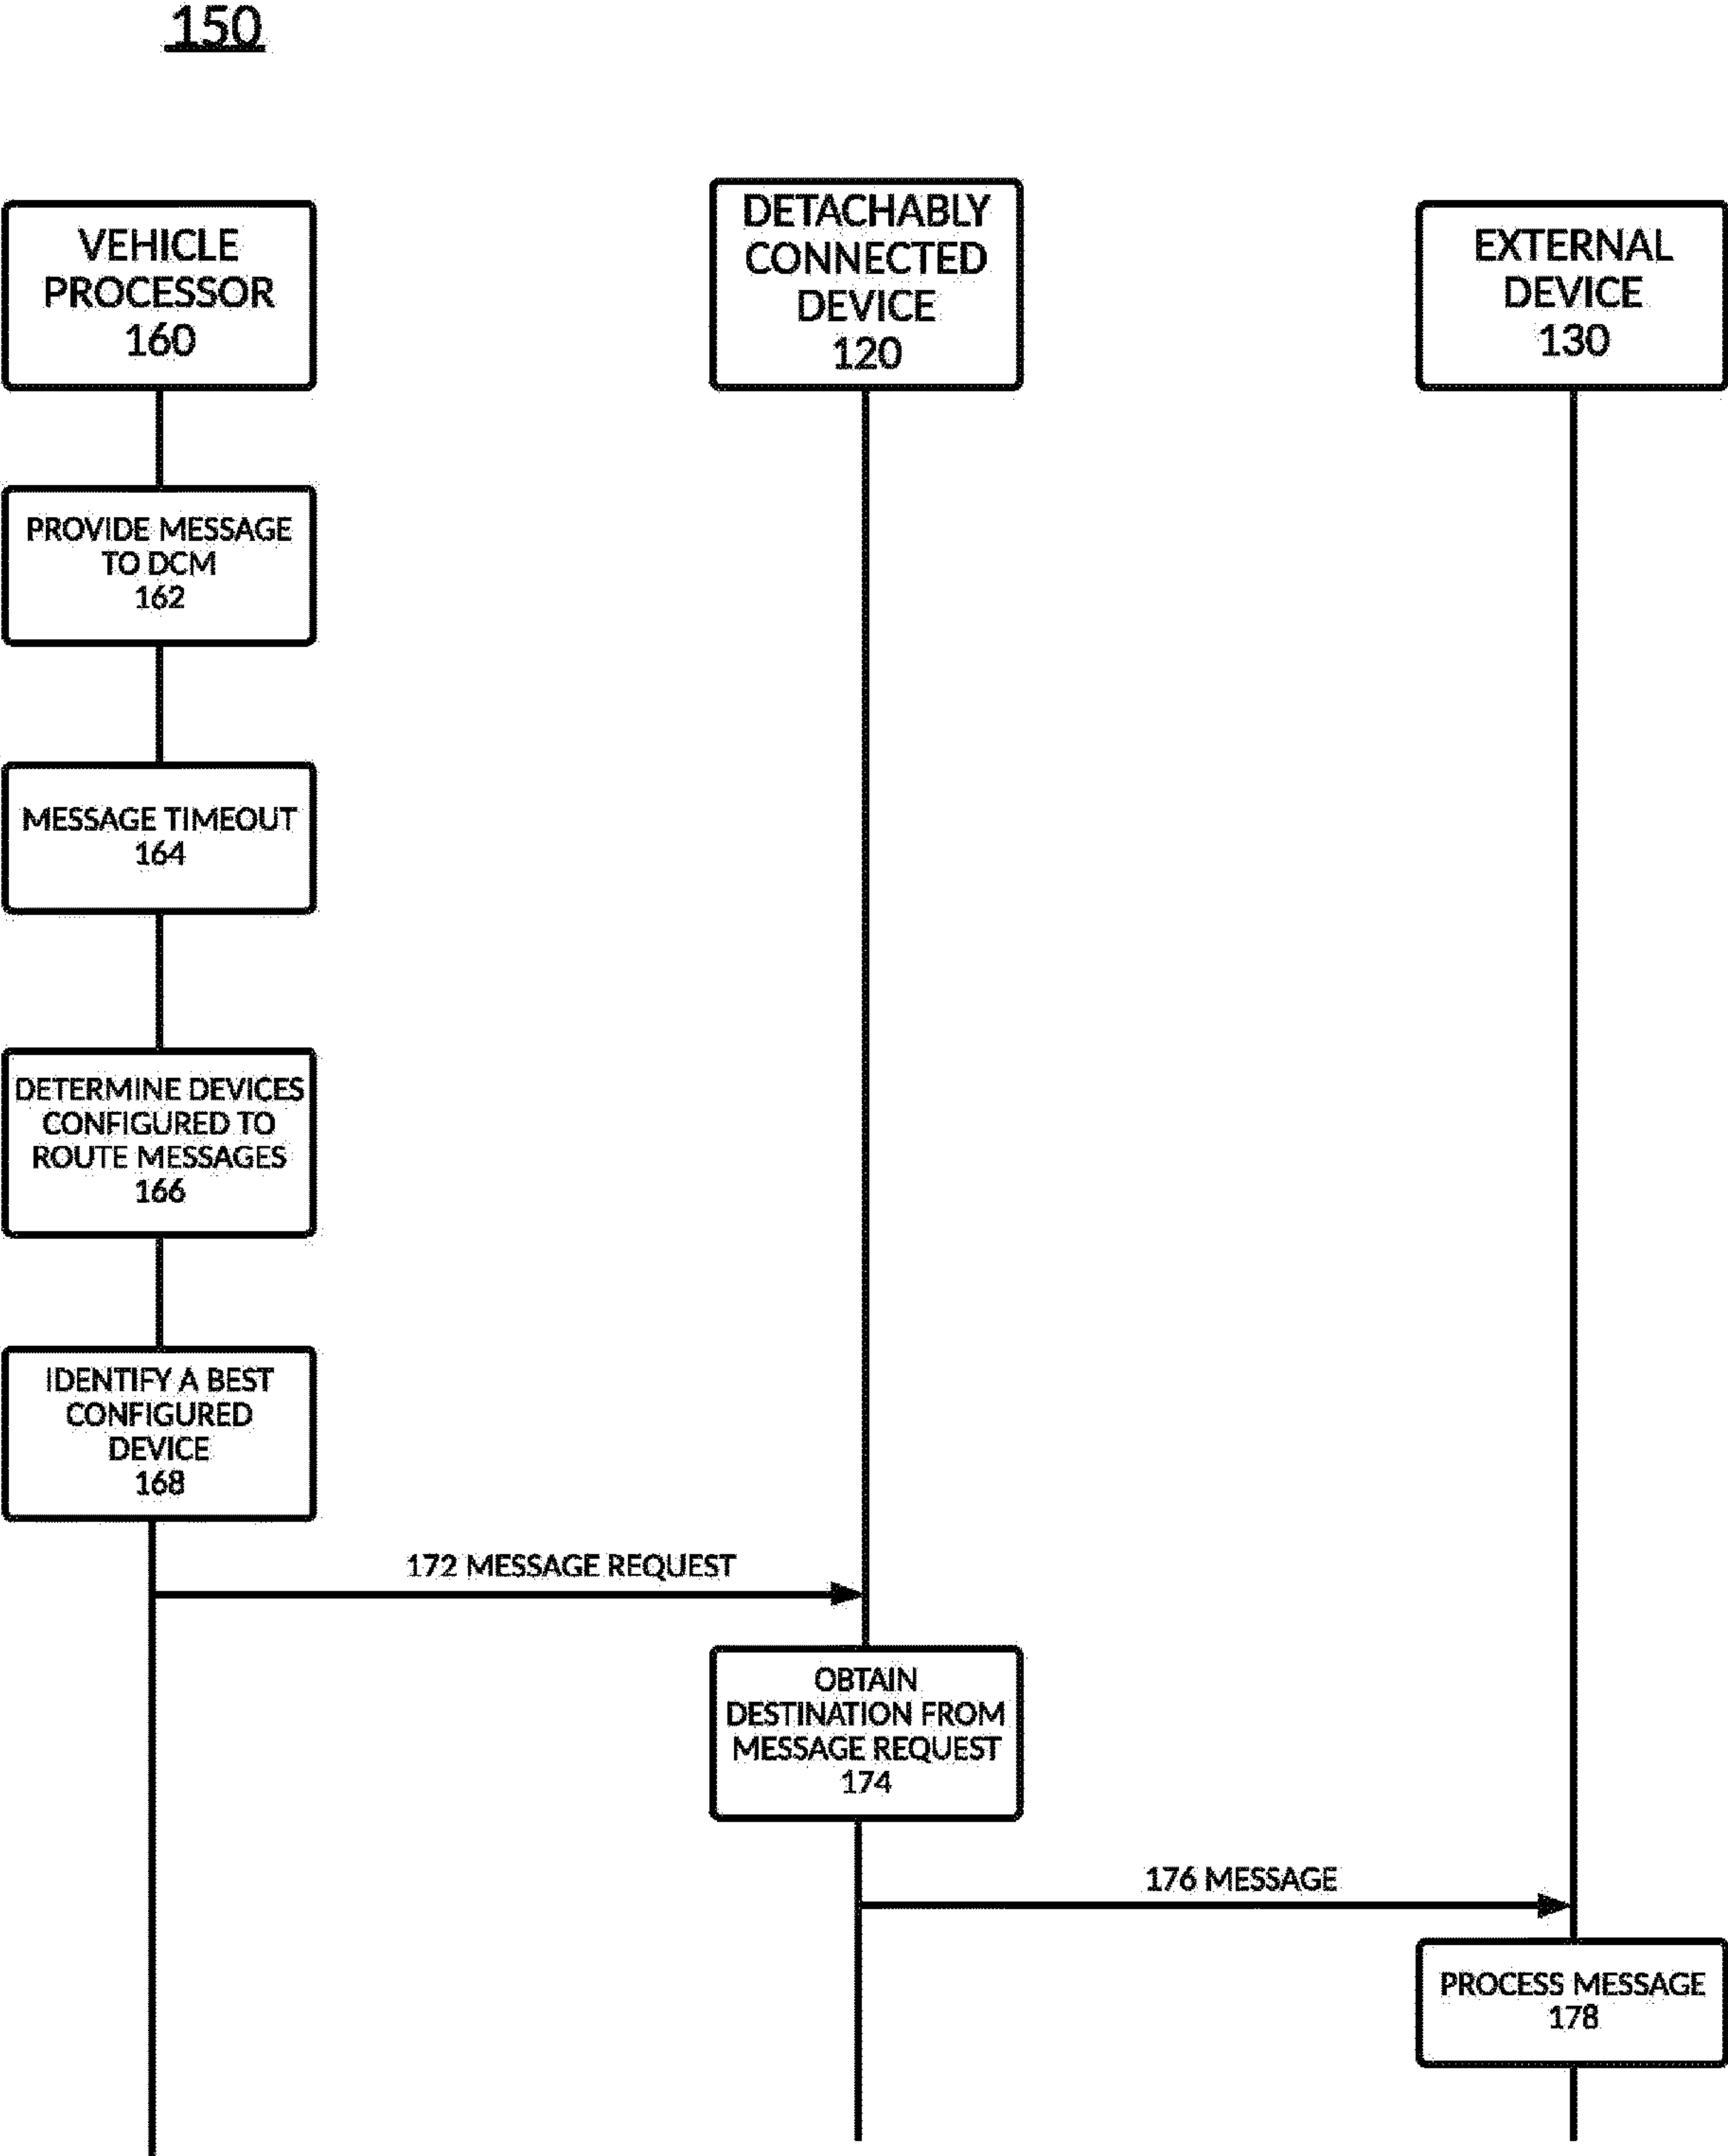 150
VEHICLE
PROCESSOR
160
DETACHABLY
CONNECTED
DEVICE
120
EXTERNAL
DEVICE
130
PROVIDE MESSAGE
TO DCM
162
MESSAGE TIMEOUT
164
DETERMINE DEVICES
CONFIGURED TO
ROUTE MESSAGES
166
IDENTIFY A BEST
CONFIGURED
DEVICE
168
172 MESSAGE REQUEST
OBTAIN
DESTINATION FROM
MESSAGE REQUEST
174
176 MESSAGE
PROCESS MESSAGE
178